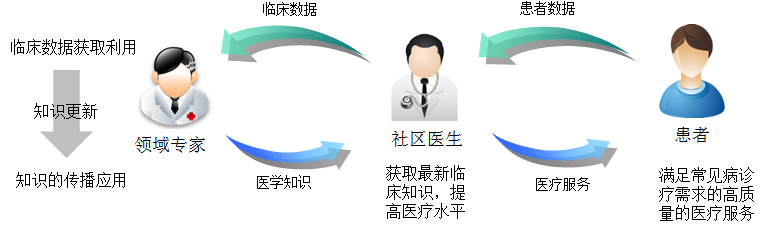 临床数据
患者数据
临床数据获取利用
知识更新
知识的传播应用
领域专家
社区医生
患者
医学知识
医疗服务
获取最新临
床知识，提
高医疗水平
满足常见病诊
疗需求的高质
量的医疗服务